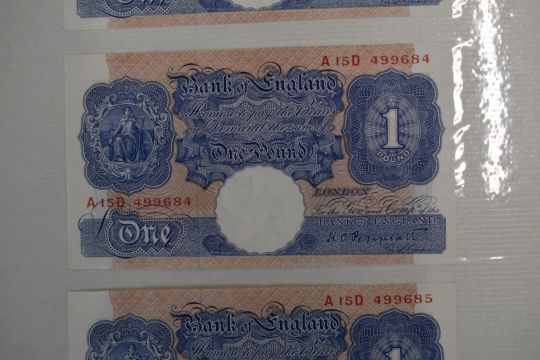 One
A 15D 499684
Bank of England
Promise to pay the Bearer on
Demand the sum of
One Pound
1
POUND
LONDON
A 15D 499684
For the Govr. and Compa. of the
BANK OF ENGLAND
One
K.O. Peppiatt
A 15D 499685
Bank of England
1